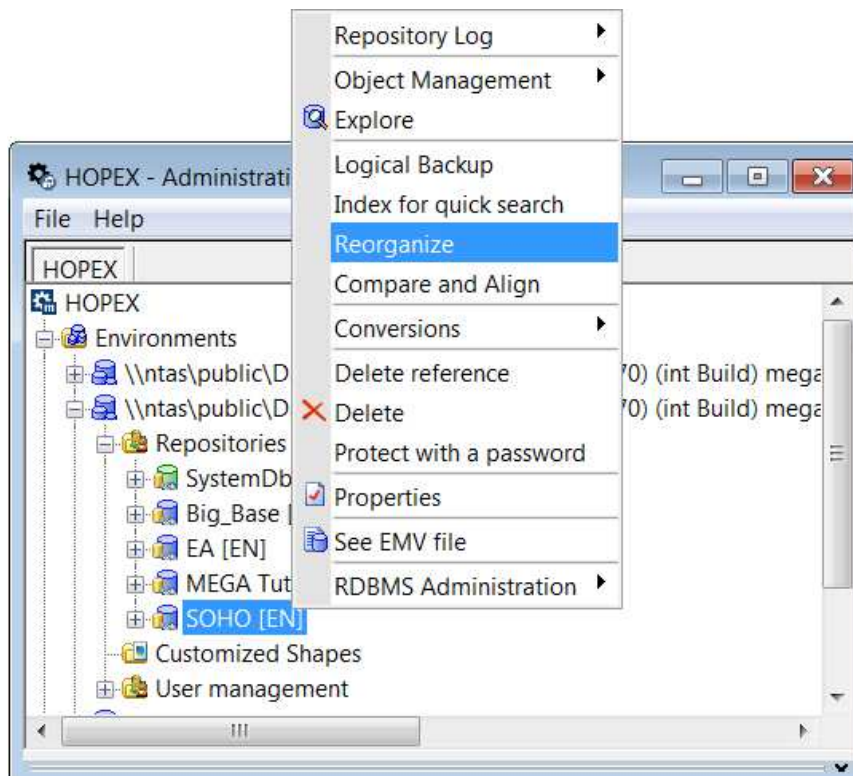 Repository Log
Object Management
Explore
Logical Backup
Index for quick search
Reorganize
Compare and Align
Conversions
Delete reference
Delete
Protect with a password
Properties
See EMV file
RDBMS Administration
HOPEX - Administrati
File Help
HOPEX
HOPEX
Environments
\\ntas\public\D 70) (int Build) mega
\\ntas\public\D 70) (int Build) mega
Repositories
SystemDb
Big_Base [
EA [EN]
MEGA Tut
SOHO [EN]
Customized Shapes
User management